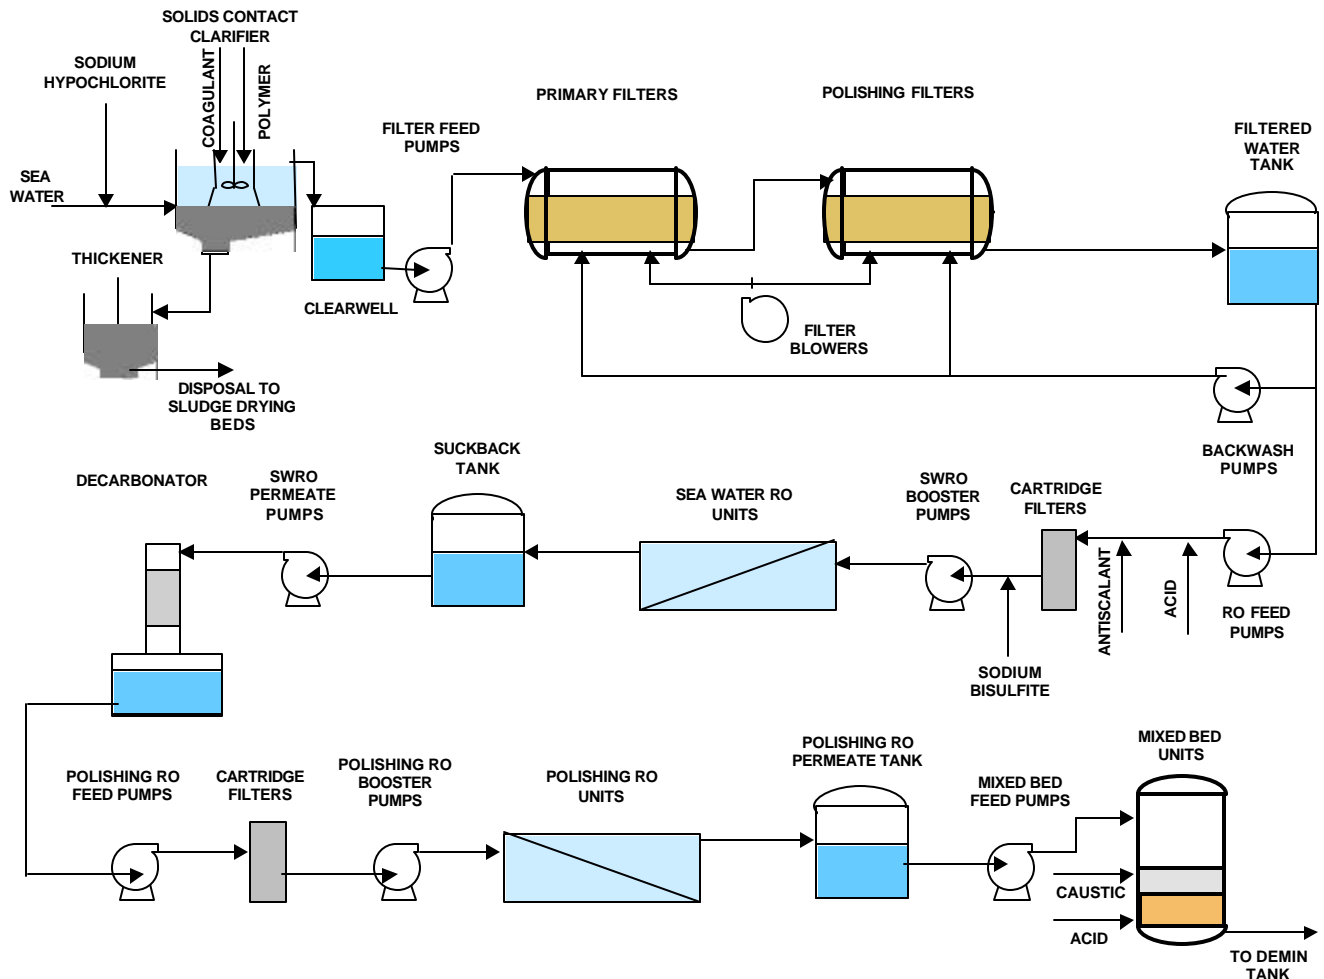 SOLIDS CONTACT
CLARIFIER
SODIUM
HYPOCHLORITE
COAGULANT
POLYMER
SEA
WATER
THICKENER
DISPOSAL TO
SLUDGE DRYING
BEDS
CLEARWELL
FILTER FEED
PUMPS
PRIMARY FILTERS
POLISHING FILTERS
FILTER
BLOWERS
FILTERED
WATER
TANK
BACKWASH
PUMPS
DECARBONATOR
SWRO
PERMEATE
PUMPS
SUCKBACK
TANK
SEA WATER RO
UNITS
SWRO
BOOSTER
PUMPS
CARTRIDGE
FILTERS
SODIUM
BISULFITE
ANTISCALANT
ACID
RO FEED
PUMPS
POLISHING RO
FEED PUMPS
CARTRIDGE
FILTERS
POLISHING RO
BOOSTER
PUMPS
POLISHING RO
UNITS
POLISHING RO
PERMEATE TANK
MIXED BED
FEED PUMPS
MIXED BED
UNITS
CAUSTIC
ACID
TO DEMIN
TANK